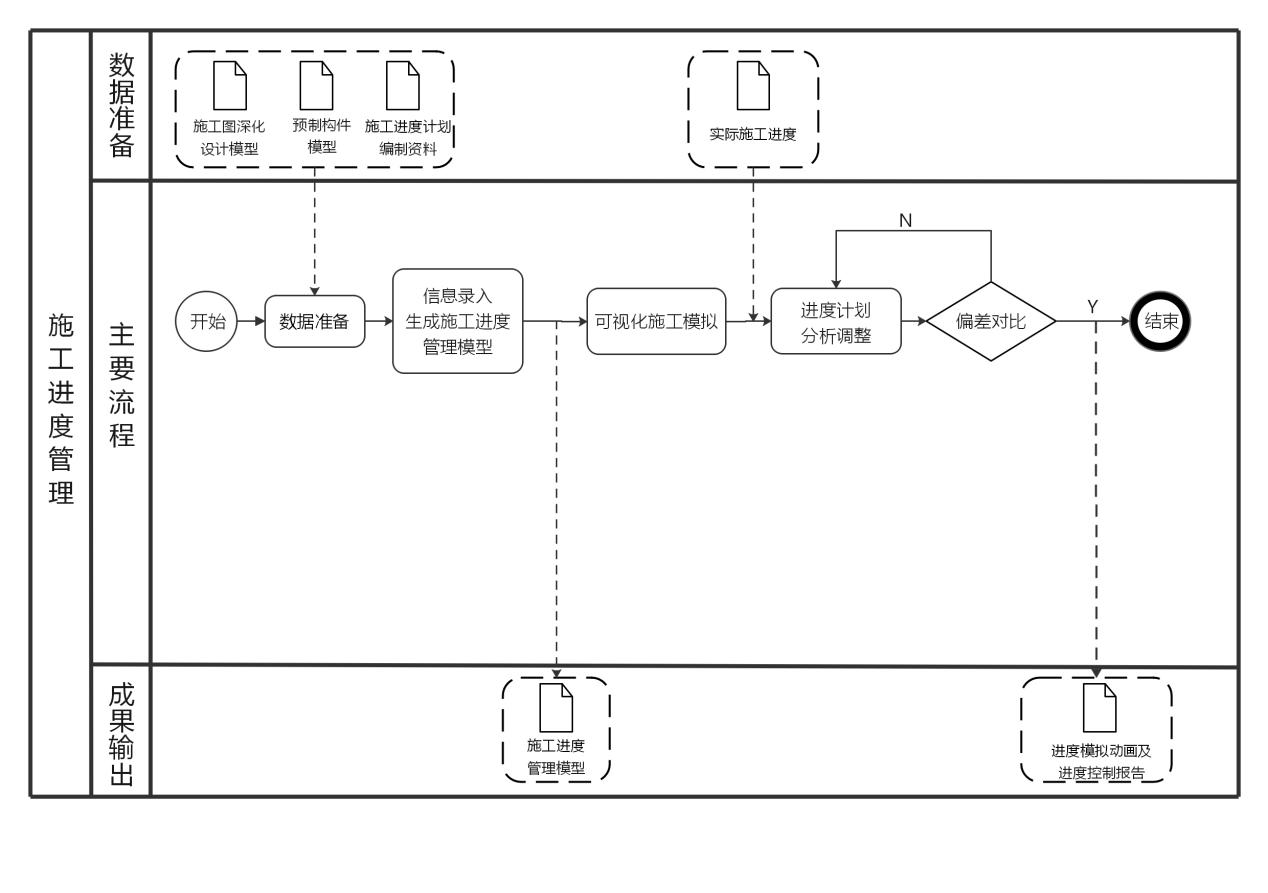 施工进度管理
数据准备
施工图深化
设计模型
预制构件
模型
施工进度计划
编制资料
实际施工进度
主要流程
开始
数据准备
信息录入
生成施工进度
管理模型
可视化施工模拟
进度计划
分析调整
N
偏差对比
Y
结束
成果输出
施工进度
管理模型
进度模拟动画及
进度控制报告